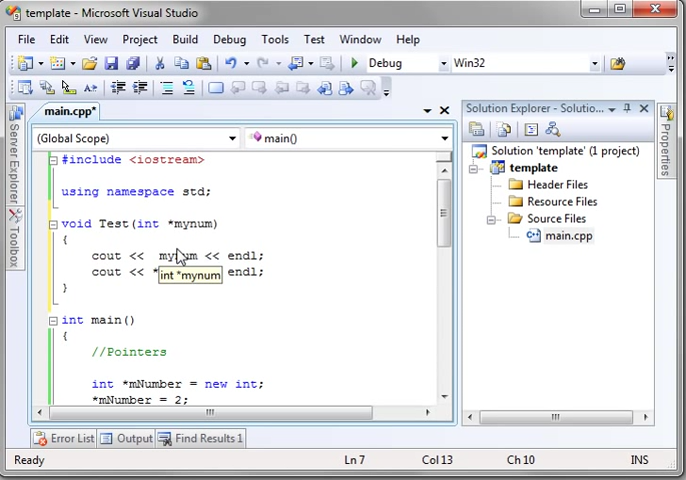 template - Microsoft Visual Studio
File Edit View Project Build Debug Tools Test Window Help
Debug Win32
main.cpp*
(Global Scope) main()
#include <iostream>
using namespace std;
void Test(int *mynum)
{
cout << mynum << endl;
cout << * endl;
int *mynum
}
int main()
{
//Pointers
int *mNumber = new int;
*mNumber = 2;
Server Explorer
Toolbox
Solution Explorer - Solutio...
Solution 'template' (1 project)
template
Header Files
Resource Files
Source Files
main.cpp
Properties
Error List Output Find Results 1
Ready Ln 7 Col 13 Ch 10 INS